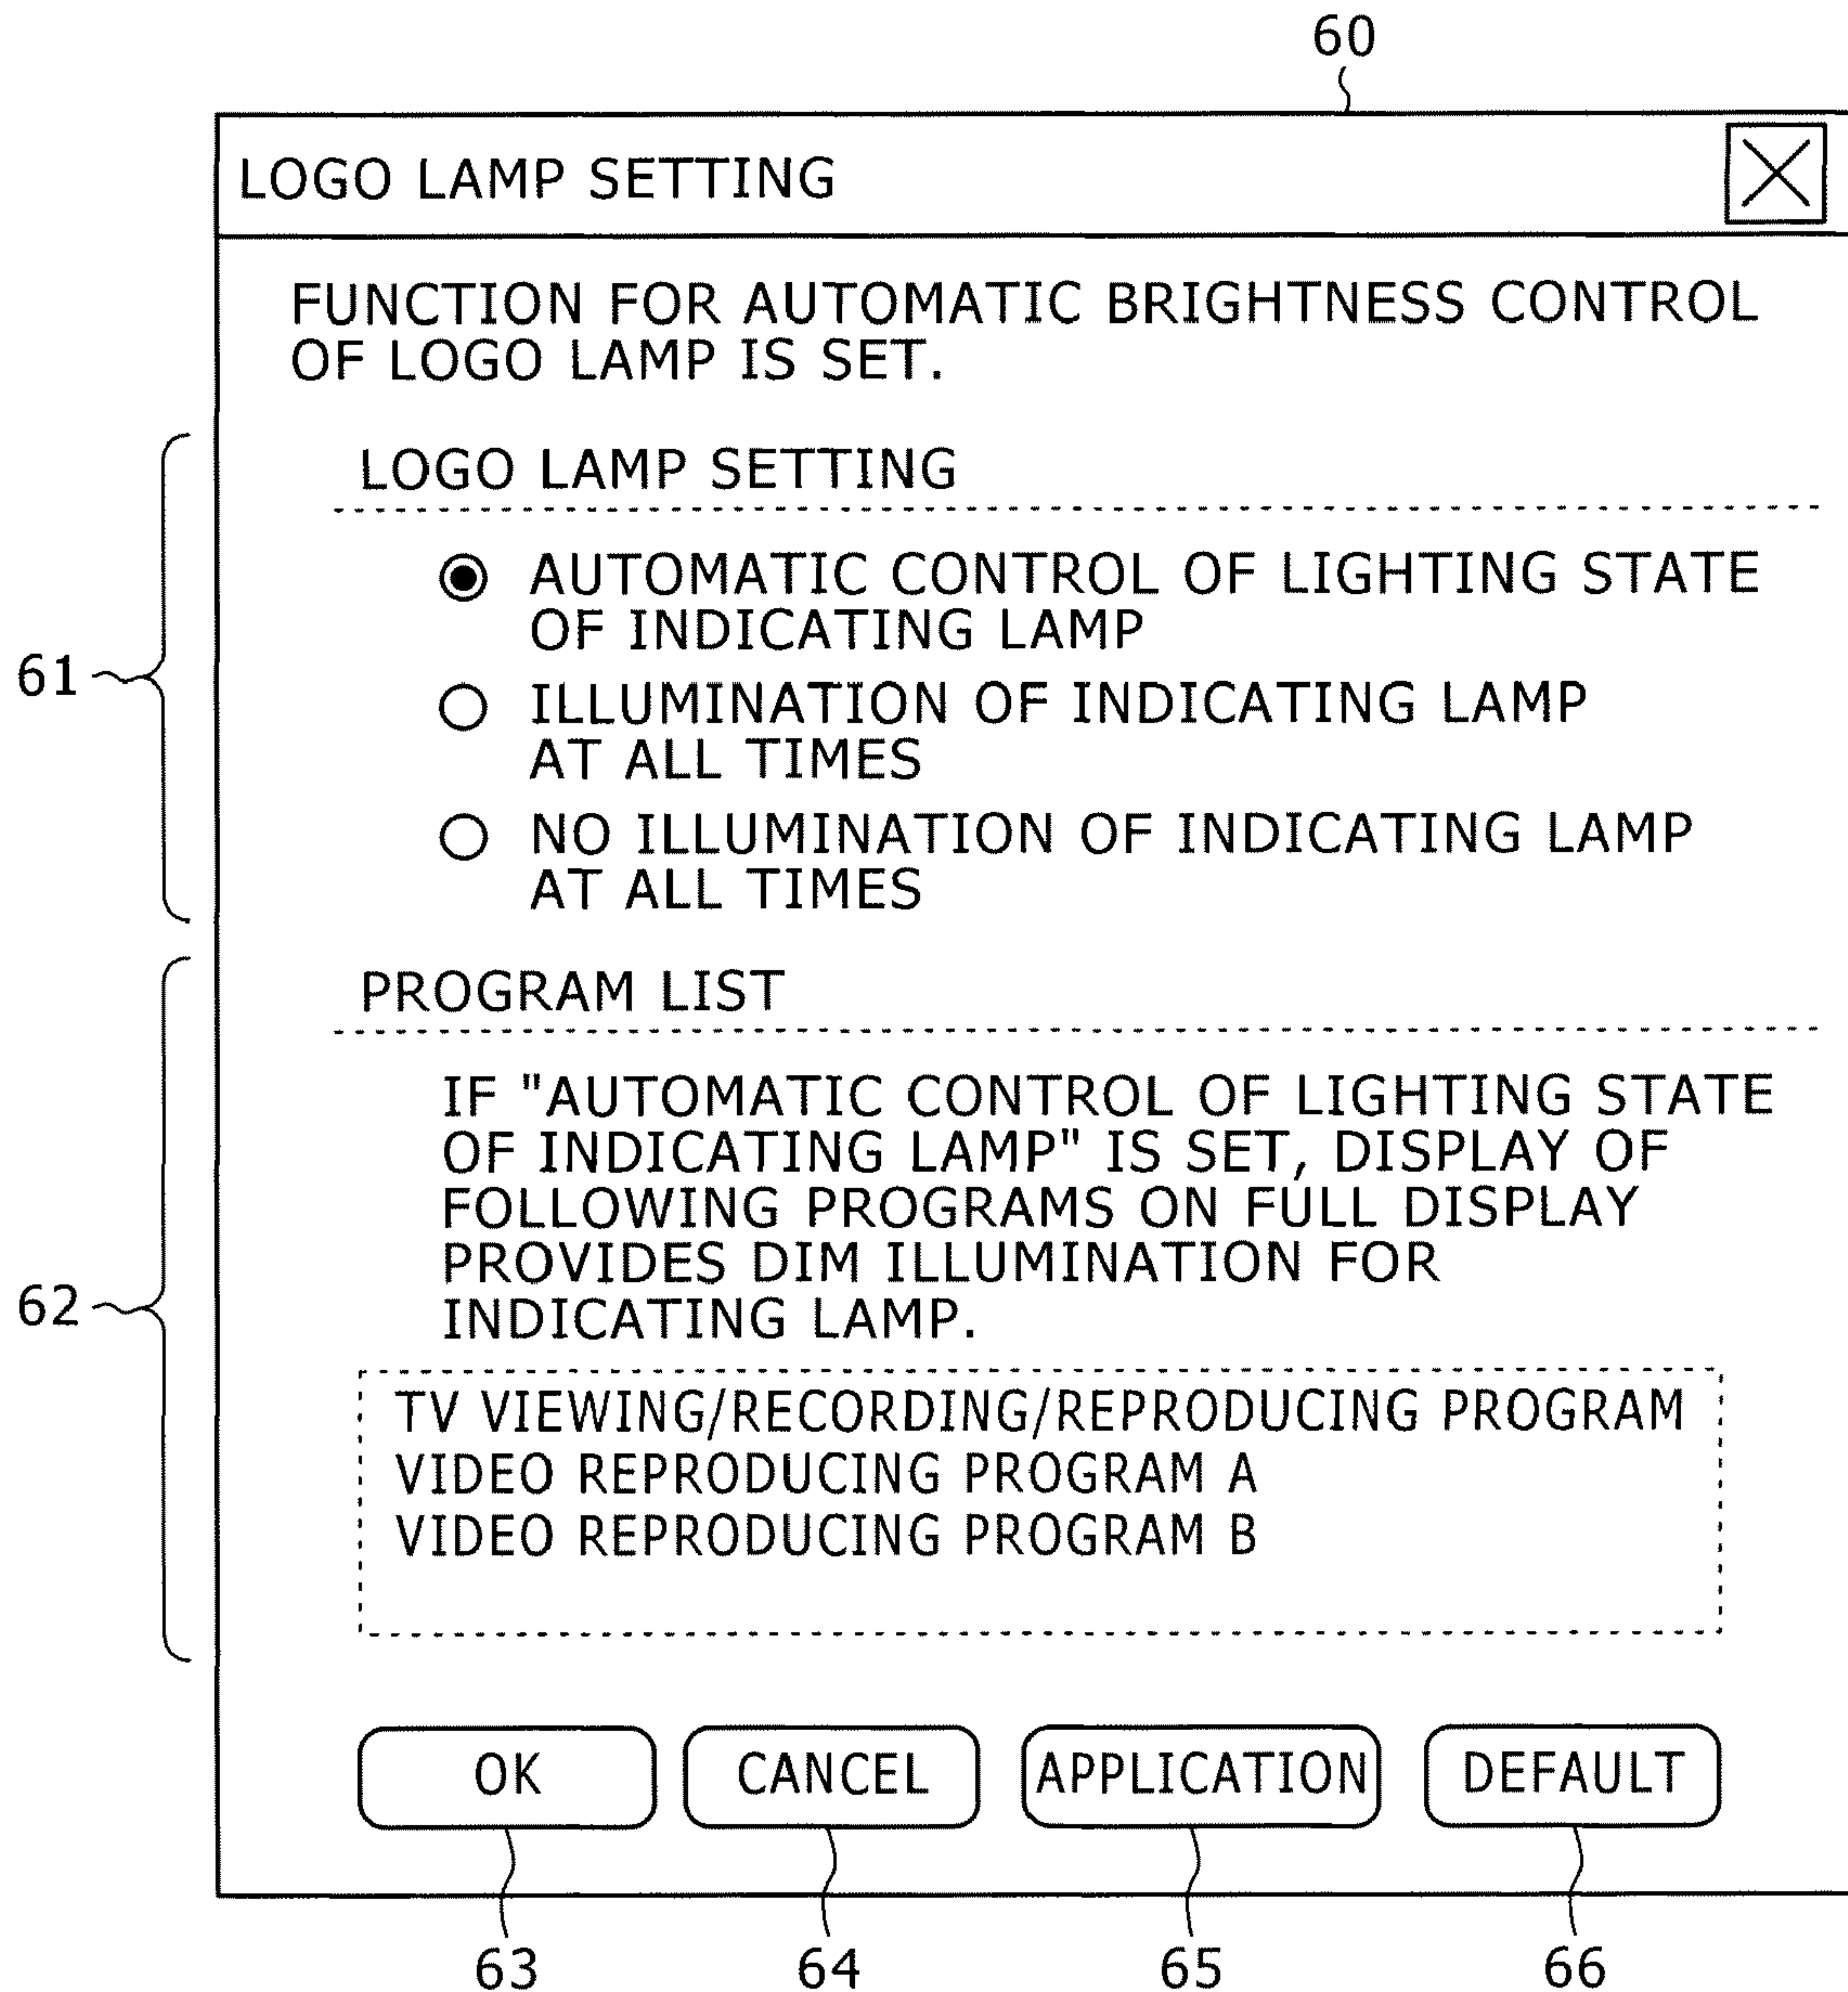 60
LOGO LAMP SETTING
FUNCTION FOR AUTOMATIC BRIGHTNESS CONTROL
OF LOGO LAMP IS SET.
61
LOGO LAMP SETTING
AUTOMATIC CONTROL OF LIGHTING STATE
OF INDICATING LAMP
ILLUMINATION OF INDICATING LAMP
AT ALL TIMES
NO ILLUMINATION OF INDICATING LAMP
AT ALL TIMES
62
PROGRAM LIST
IF "AUTOMATIC CONTROL OF LIGHTING STATE
OF INDICATING LAMP" IS SET, DISPLAY OF
FOLLOWING PROGRAMS ON FULL DISPLAY
PROVIDES DIM ILLUMINATION FOR
INDICATING LAMP.
TV VIEWING/RECORDING/REPRODUCING PROGRAM
VIDEO REPRODUCING PROGRAM A
VIDEO REPRODUCING PROGRAM B
OK CANCEL APPLICATION DEFAULT
63 64 65 66